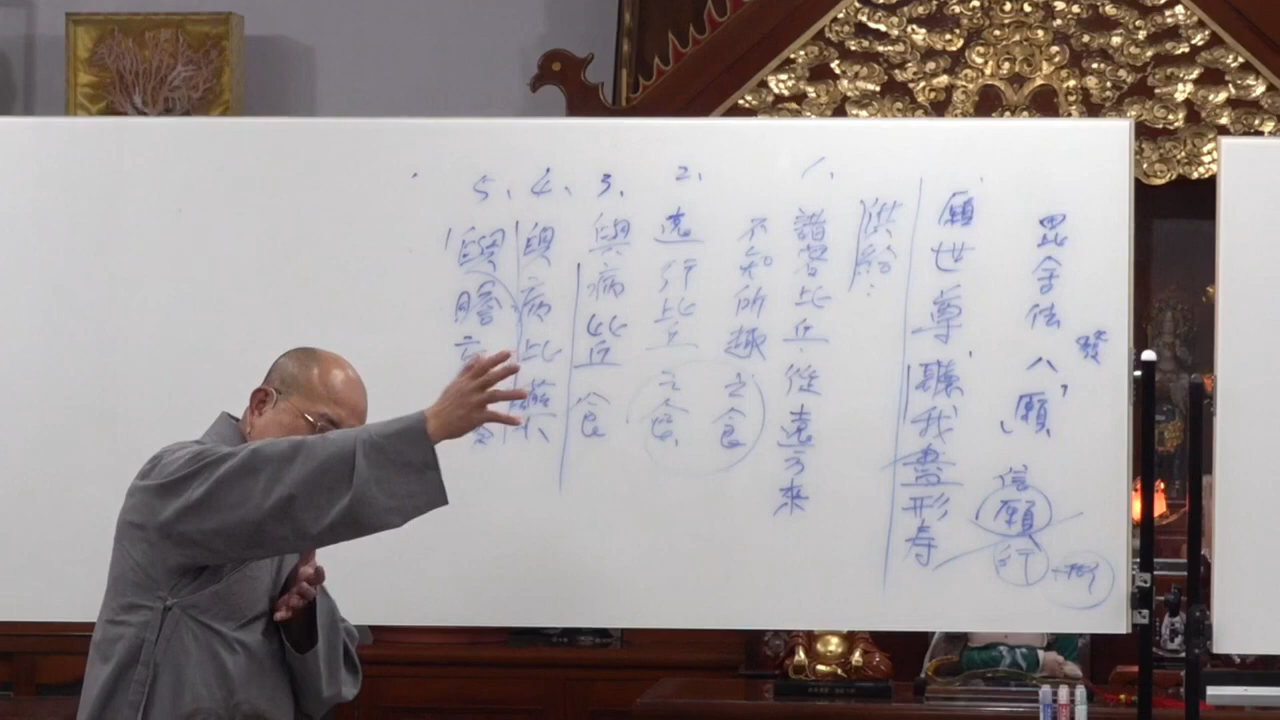 毘舍佉八「願」
發
信
願
行
願世尊聽我盡形寿
供給:
1、諸客比丘從遠方來
不知所趣之食
2、遠行比丘之食
3、與病比丘食
4、與病比藥
5、與瞻